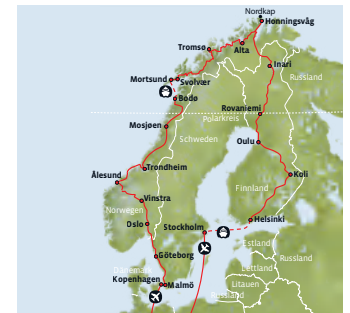 Nordkap
Honningsvåg
Tromsø
Alta
Inari
Mortsund
Svolvær
Russland
Bodø
Rovaniemi
Polarkreis
Mosjøen
Schweden
Oulu
Trondheim
Ålesund
Koli
Finnland
Vinstra
Norwegen
Oslo
Stockholm
Helsinki
Estland
Göteborg
Russland
Lettland
Dänemark
Kopenhagen
Malmö
Litauen
Russland